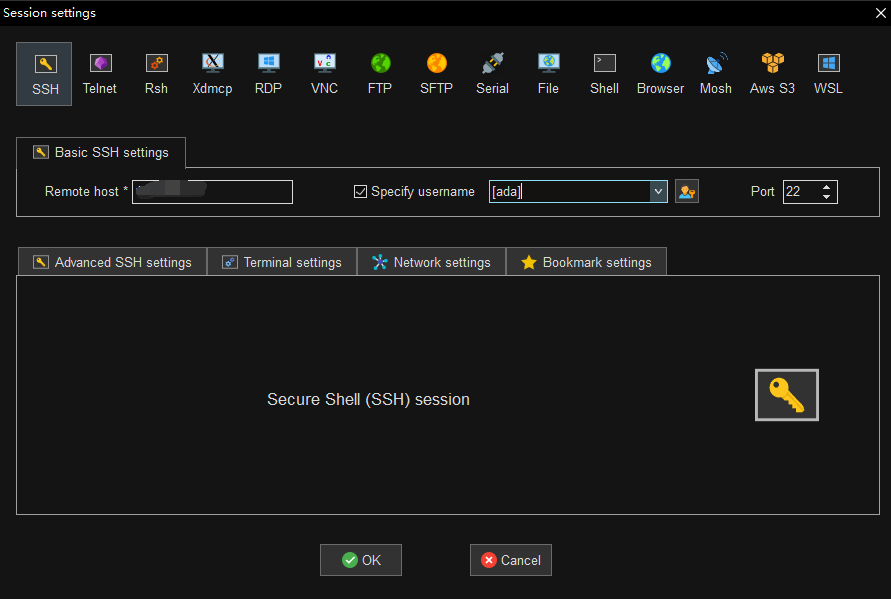 Session settings
SSH Telnet Rsh Xdmcp RDP VNC FTP SFTP Serial File Shell Browser Mosh Aws S3 WSL
Basic SSH settings
Remote host * Specify username [ada] Port 22
Advanced SSH settings Terminal settings Network settings Bookmark settings
Secure Shell (SSH) session
OK Cancel